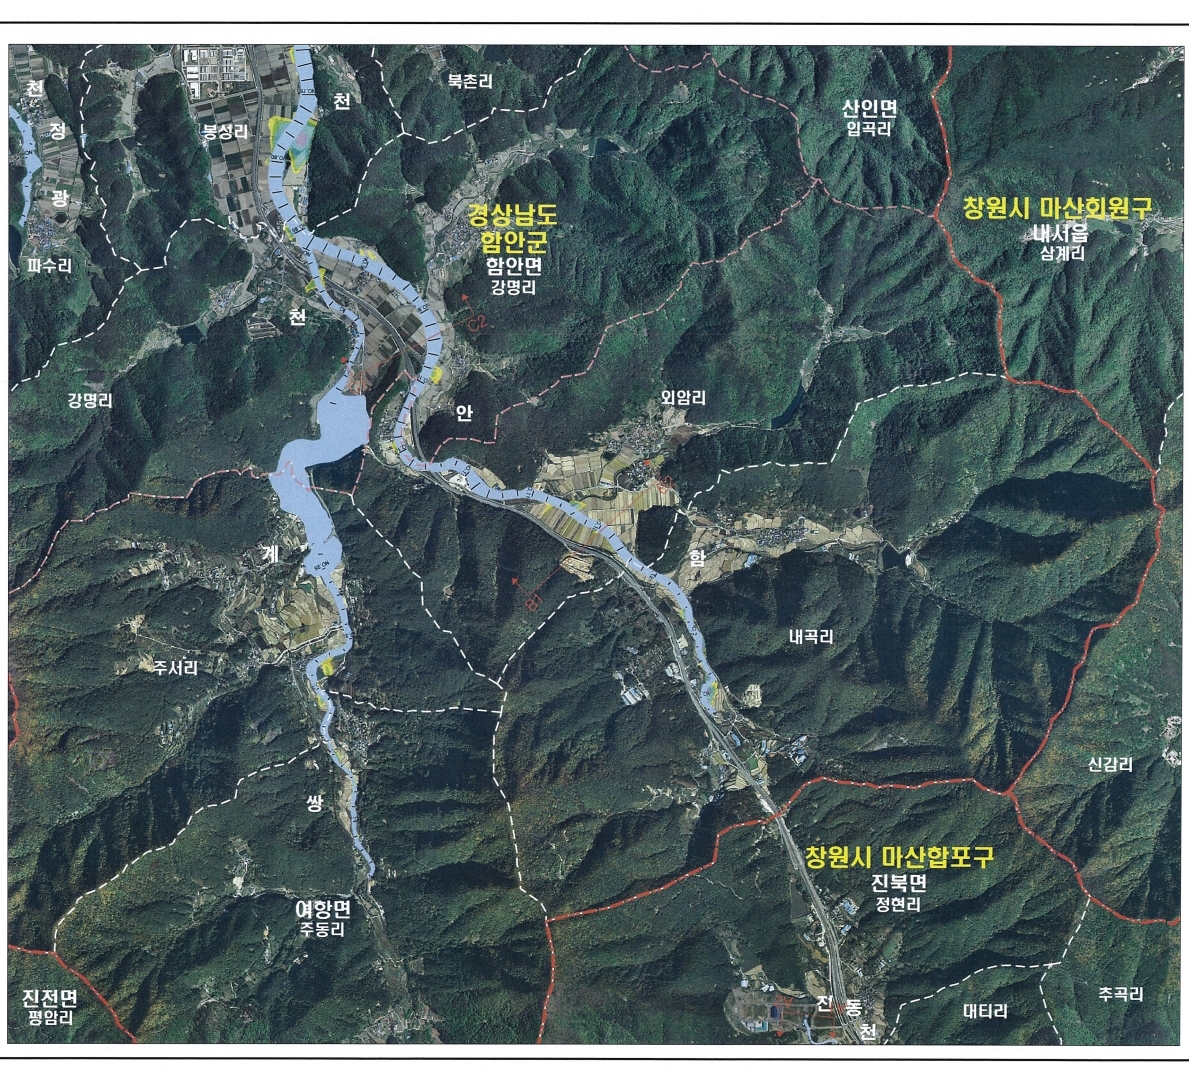 천
정
광
파수리
봉성리
천
북촌리
산인면
입곡리
창원시 마산회원구
내서읍
삼계리
경상남도
함안군
함안면
강명리
C2
천
강명리
안
외암리
계
함
내곡리
주서리
신감리
쌍
창원시 마산합포구
진북면
정현리
여항면
주동리
진전면
평암리
진
동
천
대티리
추곡리